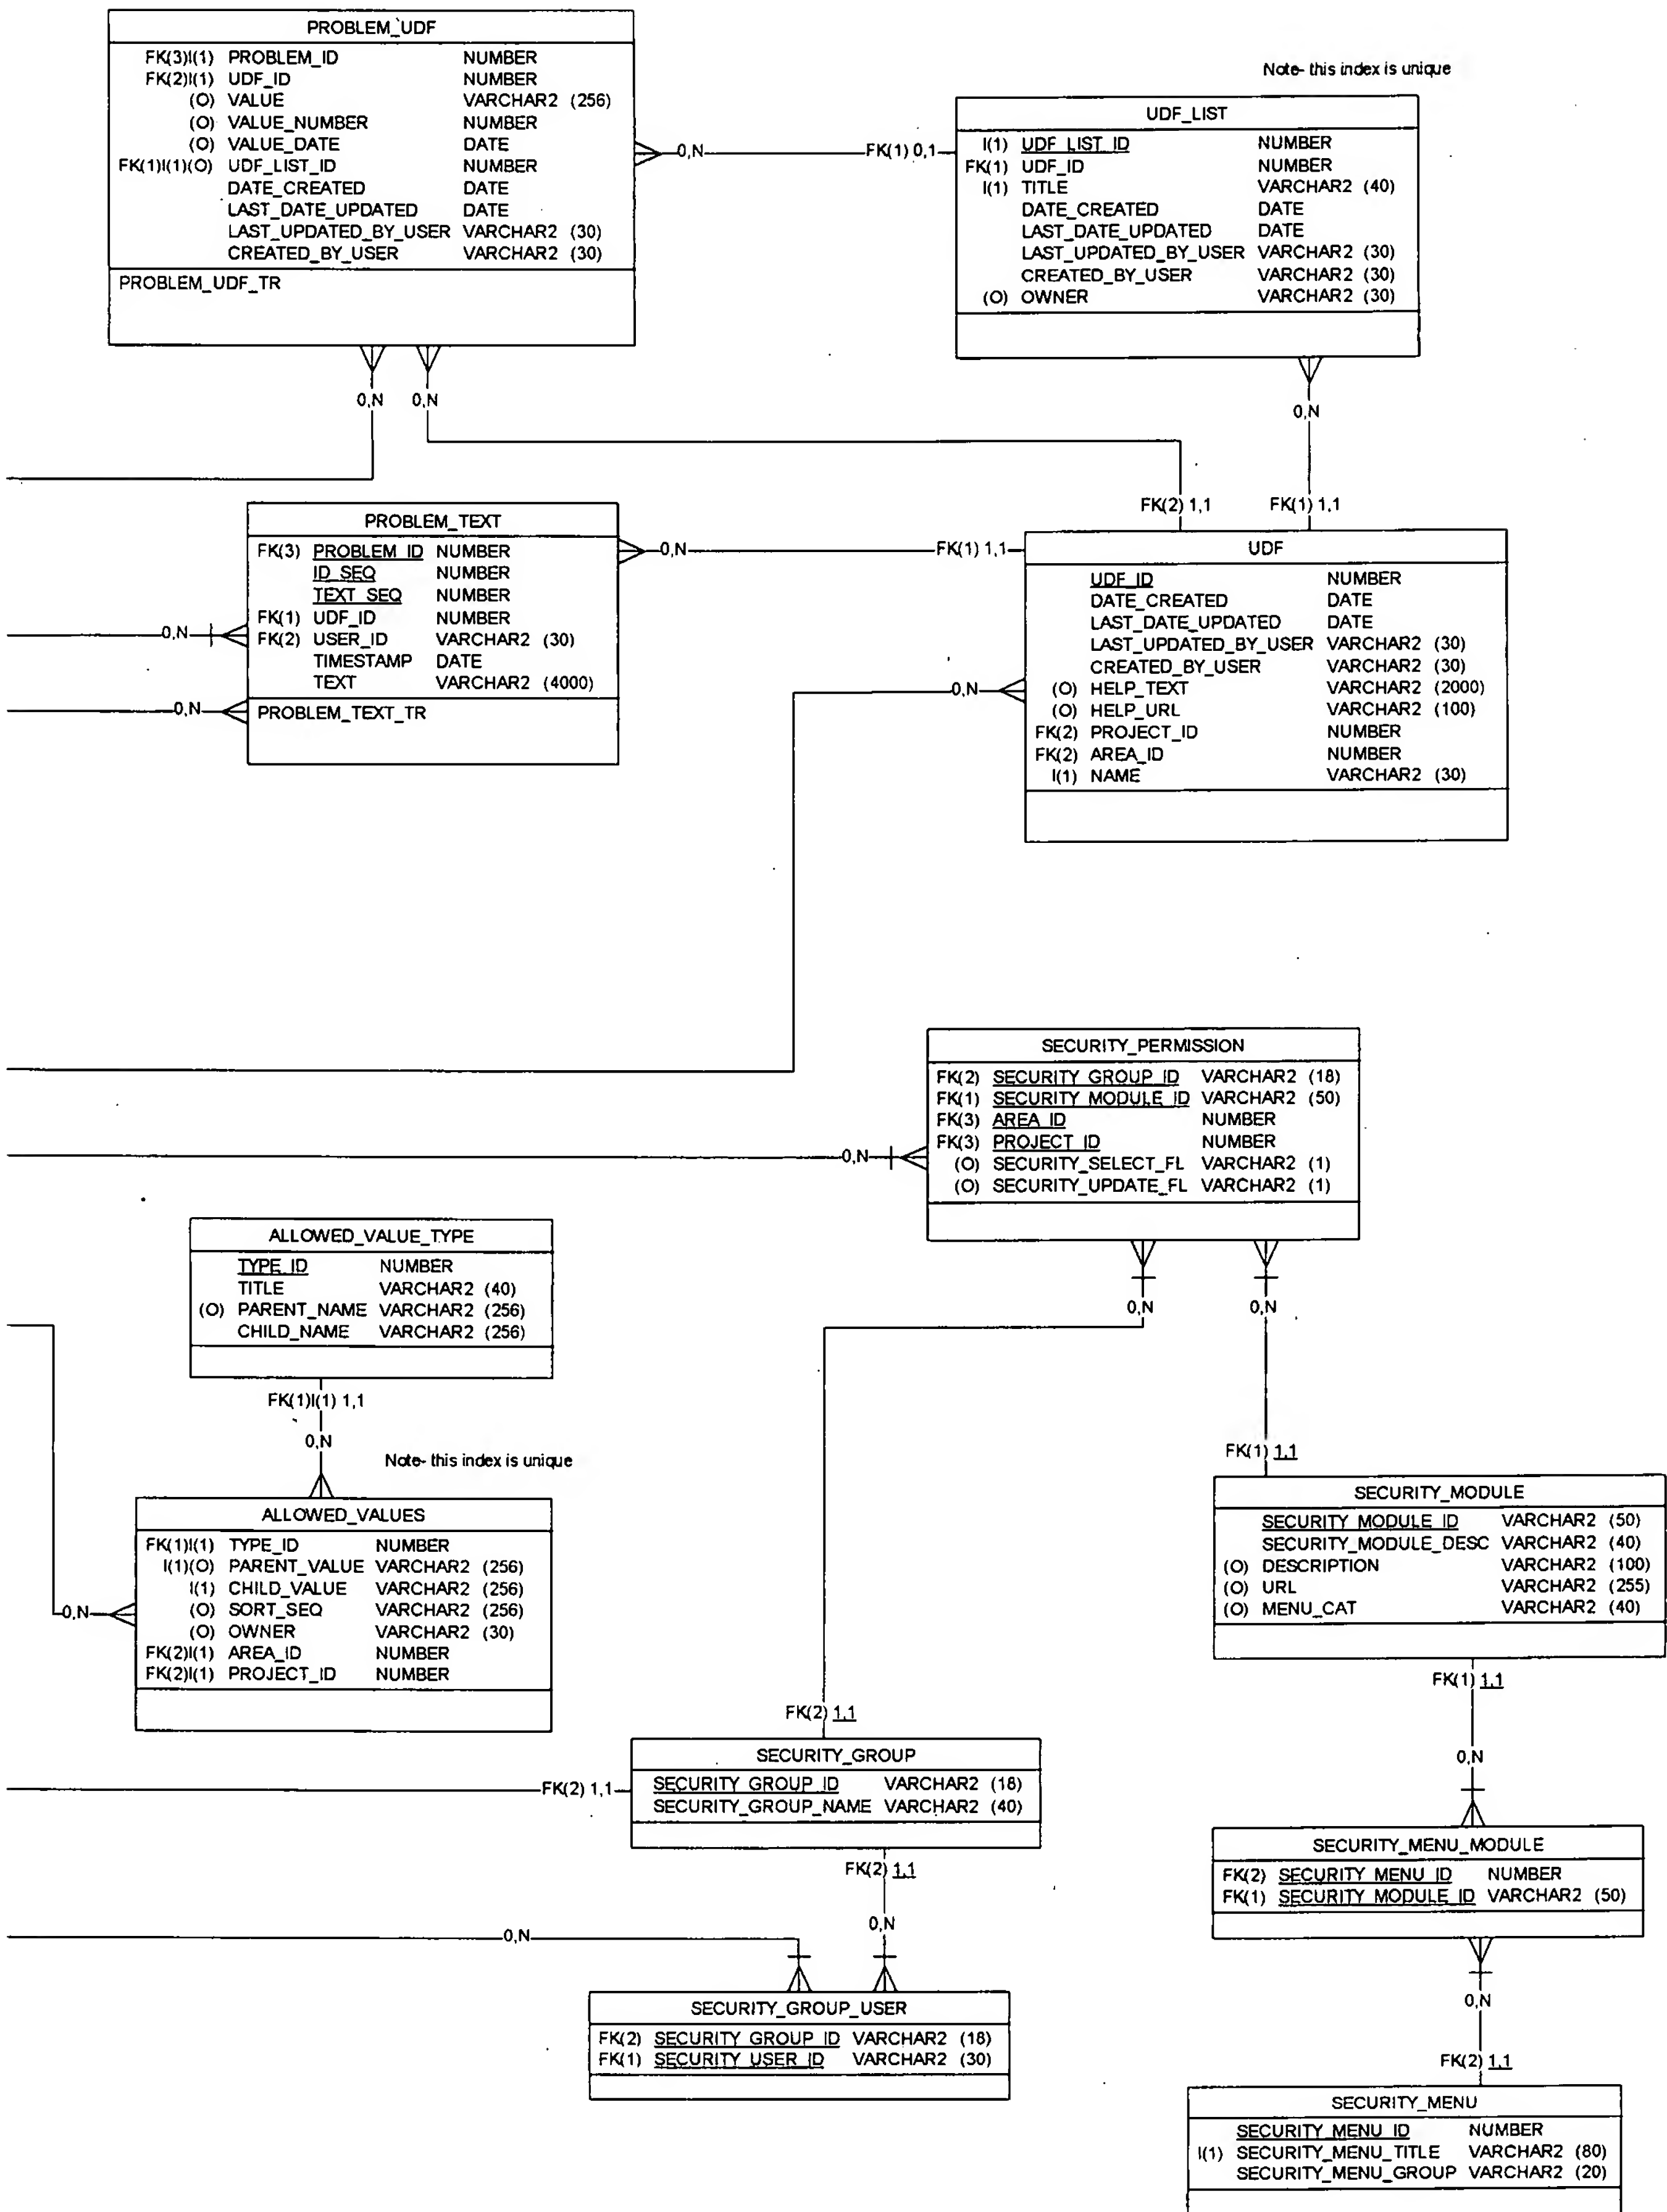 PROBLEM_UDF
FK(3)I(1) PROBLEM_ID NUMBER
FK(2)I(1) UDF_ID NUMBER
(O) VALUE VARCHAR2 (256)
(O) VALUE_NUMBER NUMBER
(O) VALUE_DATE DATE
FK(1)I(1)(O) UDF_LIST_ID NUMBER
DATE_CREATED DATE
LAST_DATE_UPDATED DATE
LAST_UPDATED_BY_USER VARCHAR2 (30)
CREATED_BY_USER VARCHAR2 (30)
PROBLEM_UDF_TR
0,N
FK(1) 0,1
Note- this index is unique
UDF_LIST
I(1) UDF_LIST_ID NUMBER
FK(1) UDF_ID NUMBER
I(1) TITLE VARCHAR2 (40)
DATE_CREATED DATE
LAST_DATE_UPDATED DATE
LAST_UPDATED_BY_USER VARCHAR2 (30)
CREATED_BY_USER VARCHAR2 (30)
(O) OWNER VARCHAR2 (30)
0,N 0,N
0,N
FK(2) 1,1 FK(1) 1,1
PROBLEM_TEXT
FK(3) PROBLEM_ID NUMBER
ID_SEQ NUMBER
TEXT_SEQ NUMBER
FK(1) UDF_ID NUMBER
FK(2) USER_ID VARCHAR2 (30)
TIMESTAMP DATE
TEXT VARCHAR2 (4000)
PROBLEM_TEXT_TR
0,N
0,N
0,N
FK(1) 1,1
UDF
UDF_ID NUMBER
DATE_CREATED DATE
LAST_DATE_UPDATED DATE
LAST_UPDATED_BY_USER VARCHAR2 (30)
CREATED_BY_USER VARCHAR2 (30)
(O) HELP_TEXT VARCHAR2 (2000)
(O) HELP_URL VARCHAR2 (100)
FK(2) PROJECT_ID NUMBER
FK(2) AREA_ID NUMBER
I(1) NAME VARCHAR2 (30)
0,N
SECURITY_PERMISSION
FK(2) SECURITY_GROUP_ID VARCHAR2 (18)
FK(1) SECURITY_MODULE_ID VARCHAR2 (50)
FK(3) AREA_ID NUMBER
FK(3) PROJECT_ID NUMBER
(O) SECURITY_SELECT_FL VARCHAR2 (1)
(O) SECURITY_UPDATE_FL VARCHAR2 (1)
0,N
0,N 0,N
ALLOWED_VALUE_TYPE
TYPE_ID NUMBER
TITLE VARCHAR2 (40)
(O) PARENT_NAME VARCHAR2 (256)
CHILD_NAME VARCHAR2 (256)
FK(1)I(1) 1,1
0,N
Note- this index is unique
ALLOWED_VALUES
FK(1)I(1) TYPE_ID NUMBER
I(1)(O) PARENT_VALUE VARCHAR2 (256)
I(1) CHILD_VALUE VARCHAR2 (256)
(O) SORT_SEQ VARCHAR2 (256)
(O) OWNER VARCHAR2 (30)
FK(2)I(1) AREA_ID NUMBER
FK(2)I(1) PROJECT_ID NUMBER
0,N
FK(1) 1,1
SECURITY_MODULE
SECURITY_MODULE_ID VARCHAR2 (50)
SECURITY_MODULE_DESC VARCHAR2 (40)
(O) DESCRIPTION VARCHAR2 (100)
(O) URL VARCHAR2 (255)
(O) MENU_CAT VARCHAR2 (40)
FK(1) 1,1
0,N
FK(2) 1,1
SECURITY_GROUP
SECURITY_GROUP_ID VARCHAR2 (18)
SECURITY_GROUP_NAME VARCHAR2 (40)
FK(2) 1,1
FK(2) 1,1
0,N
0,N
SECURITY_GROUP_USER
FK(2) SECURITY_GROUP_ID VARCHAR2 (18)
FK(1) SECURITY_USER_ID VARCHAR2 (30)
SECURITY_MENU_MODULE
FK(2) SECURITY_MENU_ID NUMBER
FK(1) SECURITY_MODULE_ID VARCHAR2 (50)
0,N
FK(2) 1,1
SECURITY_MENU
SECURITY_MENU_ID NUMBER
I(1) SECURITY_MENU_TITLE VARCHAR2 (80)
SECURITY_MENU_GROUP VARCHAR2 (20)